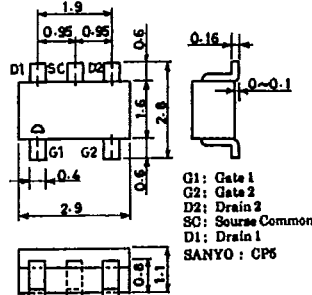 1.9
0.95 0.95
0.6
0.16
D1 SC D2
0~0.1
1.6
2.8
G1 G2
0.4
0.6
2.9
G1: Gate 1
G2: Gate 2
D2: Drain 2
SC: Sourse Common
D1: Drain 1
SANYO : CP5
0.8
1.1